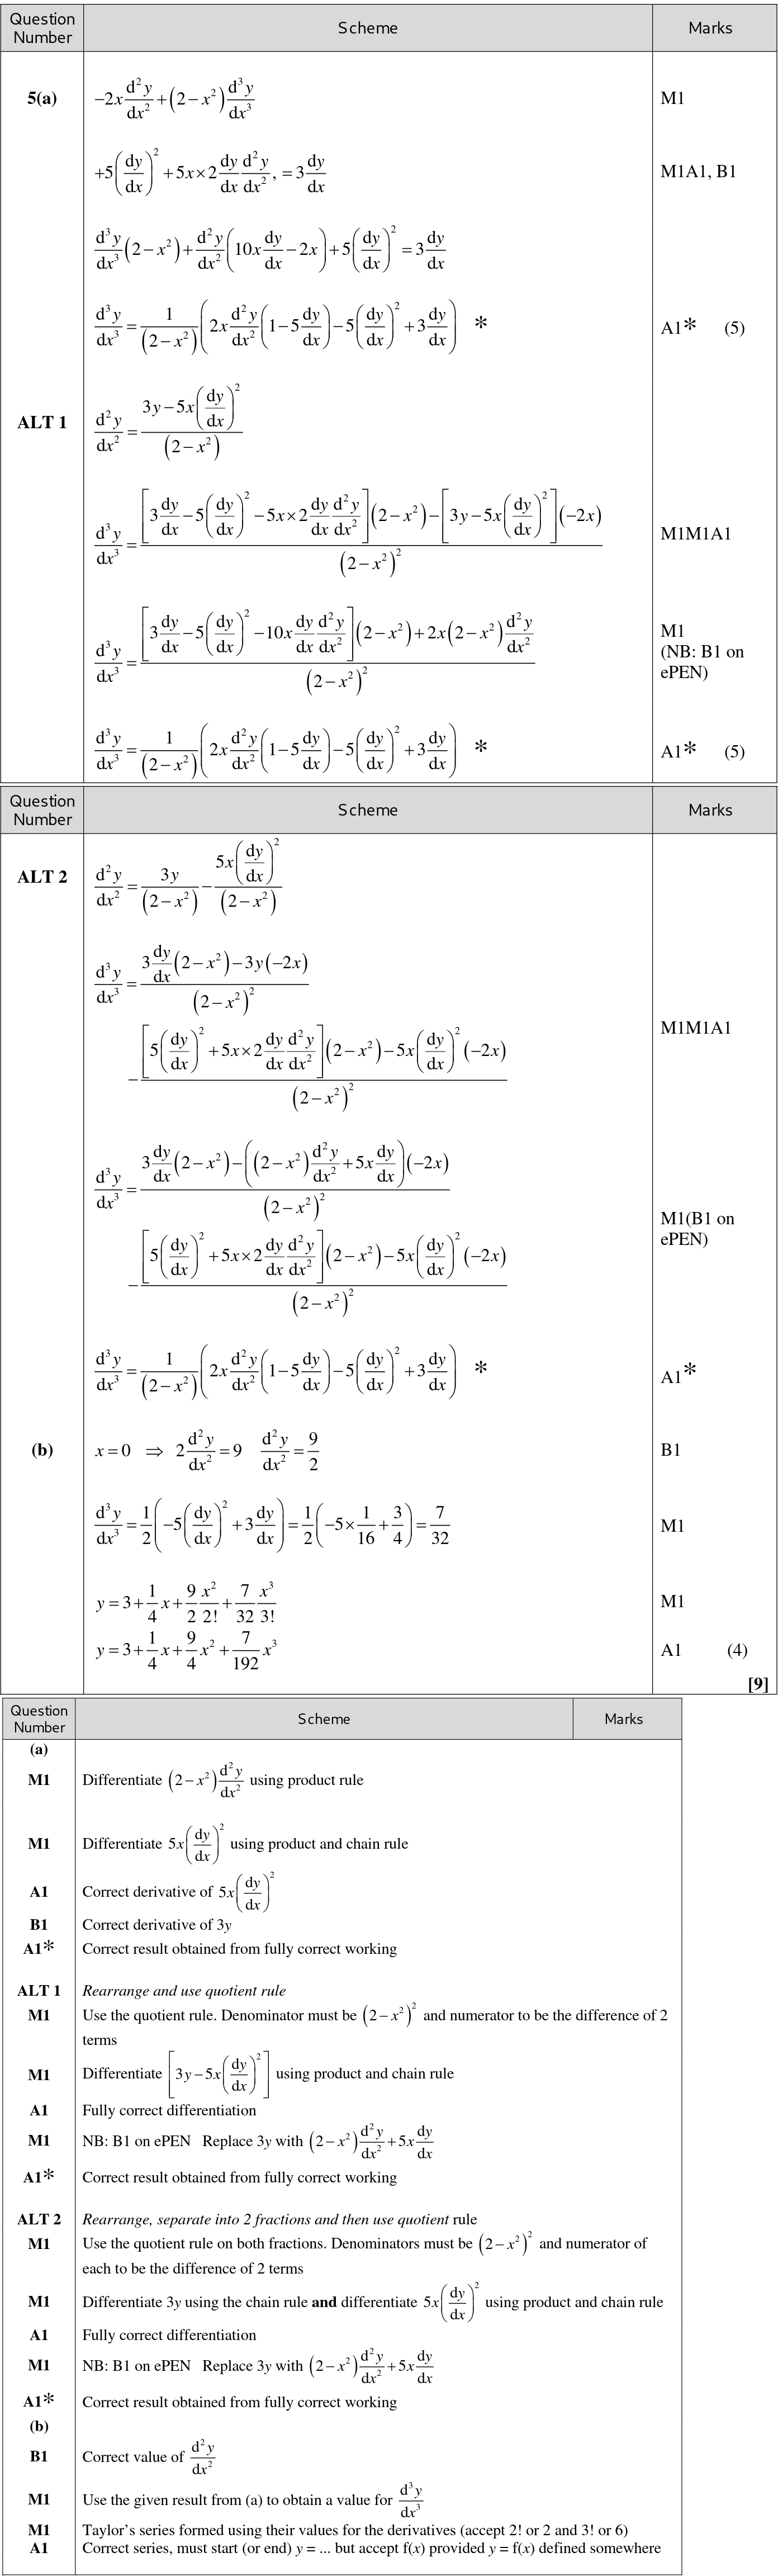 Question Number Scheme Marks
5(a) $-2x\frac{d^2y}{dx^2}+\left(2-x^2\right)\frac{d^3y}{dx^3}$ M1
$+5\left(\frac{dy}{dx}\right)^2+5x\times2\frac{dy}{dx}\frac{d^2y}{dx^2},=3\frac{dy}{dx}$ M1A1, B1
$\frac{d^3y}{dx^3}\left(2-x^2\right)+\frac{d^2y}{dx^2}\left(10x\frac{dy}{dx}-2x\right)+5\left(\frac{dy}{dx}\right)^2=3\frac{dy}{dx}$
$\frac{d^3y}{dx^3}=\frac{1}{\left(2-x^2\right)}\left(2x\frac{d^2y}{dx^2}\left(1-5\frac{dy}{dx}\right)-5\left(\frac{dy}{dx}\right)^2+3\frac{dy}{dx}\right)$ * A1* (5)
ALT 1 $\frac{d^2y}{dx^2}=\frac{3y-5x\left(\frac{dy}{dx}\right)^2}{\left(2-x^2\right)}$
$\frac{d^3y}{dx^3}=\frac{\left[3\frac{dy}{dx}-5\left(\frac{dy}{dx}\right)^2-5x\times2\frac{dy}{dx}\frac{d^2y}{dx^2}\right]\left(2-x^2\right)-\left[3y-5x\left(\frac{dy}{dx}\right)^2\right](-2x)}{\left(2-x^2\right)^2}$ M1M1A1
$\frac{d^3y}{dx^3}=\frac{\left[3\frac{dy}{dx}-5\left(\frac{dy}{dx}\right)^2-10x\frac{dy}{dx}\frac{d^2y}{dx^2}\right]\left(2-x^2\right)+2x\left(2-x^2\right)\frac{d^2y}{dx^2}}{\left(2-x^2\right)^2}$ M1 (NB: B1 on ePEN)
$\frac{d^3y}{dx^3}=\frac{1}{\left(2-x^2\right)}\left(2x\frac{d^2y}{dx^2}\left(1-5\frac{dy}{dx}\right)-5\left(\frac{dy}{dx}\right)^2+3\frac{dy}{dx}\right)$ * A1* (5)
Question Number Scheme Marks
ALT 2 $\frac{d^2y}{dx^2}=\frac{3y}{\left(2-x^2\right)}-\frac{5x\left(\frac{dy}{dx}\right)^2}{\left(2-x^2\right)}$
$\frac{d^3y}{dx^3}=\frac{3\frac{dy}{dx}\left(2-x^2\right)-3y(-2x)}{\left(2-x^2\right)^2}$
$-\frac{\left[5\left(\frac{dy}{dx}\right)^2+5x\times2\frac{dy}{dx}\frac{d^2y}{dx^2}\right]\left(2-x^2\right)-5x\left(\frac{dy}{dx}\right)^2(-2x)}{\left(2-x^2\right)^2}$ M1M1A1
$\frac{d^3y}{dx^3}=\frac{3\frac{dy}{dx}\left(2-x^2\right)-\left(\left(2-x^2\right)\frac{d^2y}{dx^2}+5x\frac{dy}{dx}\right)(-2x)}{\left(2-x^2\right)^2}$
$-\frac{\left[5\left(\frac{dy}{dx}\right)^2+5x\times2\frac{dy}{dx}\frac{d^2y}{dx^2}\right]\left(2-x^2\right)-5x\left(\frac{dy}{dx}\right)^2(-2x)}{\left(2-x^2\right)^2}$ M1(B1 on ePEN)
$\frac{d^3y}{dx^3}=\frac{1}{\left(2-x^2\right)}\left(2x\frac{d^2y}{dx^2}\left(1-5\frac{dy}{dx}\right)-5\left(\frac{dy}{dx}\right)^2+3\frac{dy}{dx}\right)$ * A1*
(b) $x=0\Rightarrow2\frac{d^2y}{dx^2}=9\quad\frac{d^2y}{dx^2}=\frac{9}{2}$ B1
$\frac{d^3y}{dx^3}=\frac{1}{2}\left(-5\left(\frac{dy}{dx}\right)^2+3\frac{dy}{dx}\right)=\frac{1}{2}\left(-5\times\frac{1}{16}+\frac{3}{4}\right)=\frac{7}{32}$ M1
$y=3+\frac{1}{4}x+\frac{9}{2}\frac{x^2}{2!}+\frac{7}{32}\frac{x^3}{3!}$ M1
$y=3+\frac{1}{4}x+\frac{9}{4}x^2+\frac{7}{192}x^3$ A1 (4)
[9]
Question Number Scheme Marks
(a)
M1 Differentiate $\left(2-x^2\right)\frac{d^2y}{dx^2}$ using product rule
M1 Differentiate $5x\left(\frac{dy}{dx}\right)^2$ using product and chain rule
A1 Correct derivative of $5x\left(\frac{dy}{dx}\right)^2$
B1 Correct derivative of 3y
A1* Correct result obtained from fully correct working
ALT 1 Rearrange and use quotient rule
M1 Use the quotient rule. Denominator must be $\left(2-x^2\right)^2$ and numerator to be the difference of 2
terms
M1 Differentiate $\left[3y-5x\left(\frac{dy}{dx}\right)^2\right]$ using product and chain rule
A1 Fully correct differentiation
M1 NB: B1 on ePEN Replace 3y with $\left(2-x^2\right)\frac{d^2y}{dx^2}+5x\frac{dy}{dx}$
A1* Correct result obtained from fully correct working
ALT 2 Rearrange, separate into 2 fractions and then use quotient rule
M1 Use the quotient rule on both fractions. Denominators must be $\left(2-x^2\right)^2$ and numerator of
each to be the difference of 2 terms
M1 Differentiate 3y using the chain rule and differentiate $5x\left(\frac{dy}{dx}\right)^2$ using product and chain rule
A1 Fully correct differentiation
M1 NB: B1 on ePEN Replace 3y with $\left(2-x^2\right)\frac{d^2y}{dx^2}+5x\frac{dy}{dx}$
A1* Correct result obtained from fully correct working
(b)
B1 Correct value of $\frac{d^2y}{dx^2}$
M1 Use the given result from (a) to obtain a value for $\frac{d^3y}{dx^3}$
M1 Taylor's series formed using their values for the derivatives (accept 2! or 2 and 3! or 6)
A1 Correct series, must start (or end) y = ... but accept f(x) provided y = f(x) defined somewhere